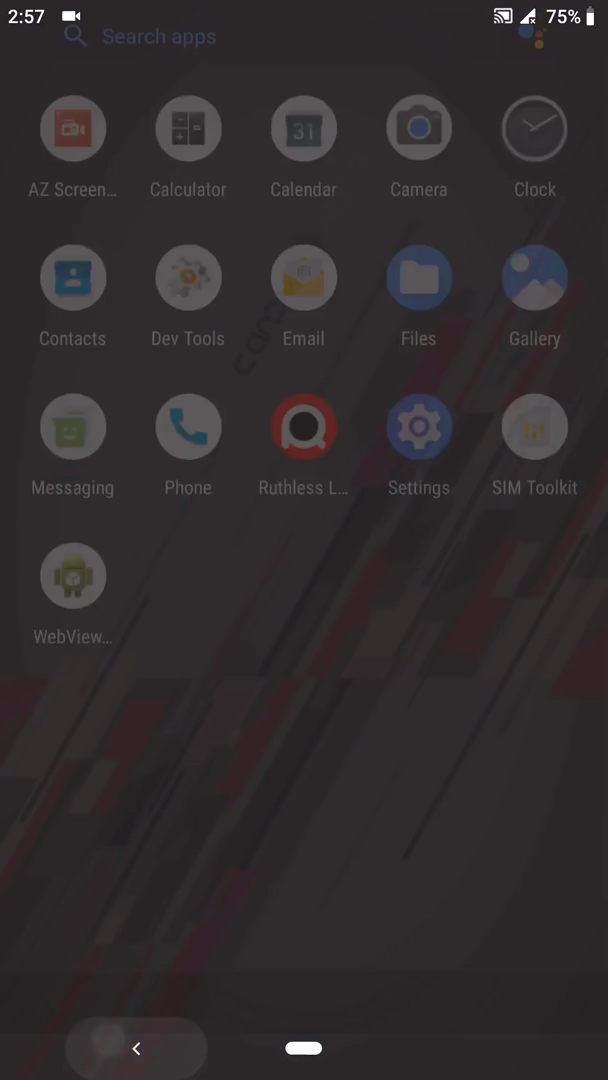 2:57 75%
Search apps
31
AZ Screen… Calculator Calendar Camera Clock
Contacts Dev Tools Email Files Gallery
Messaging Phone Ruthless L… Settings SIM Toolkit
WebView…